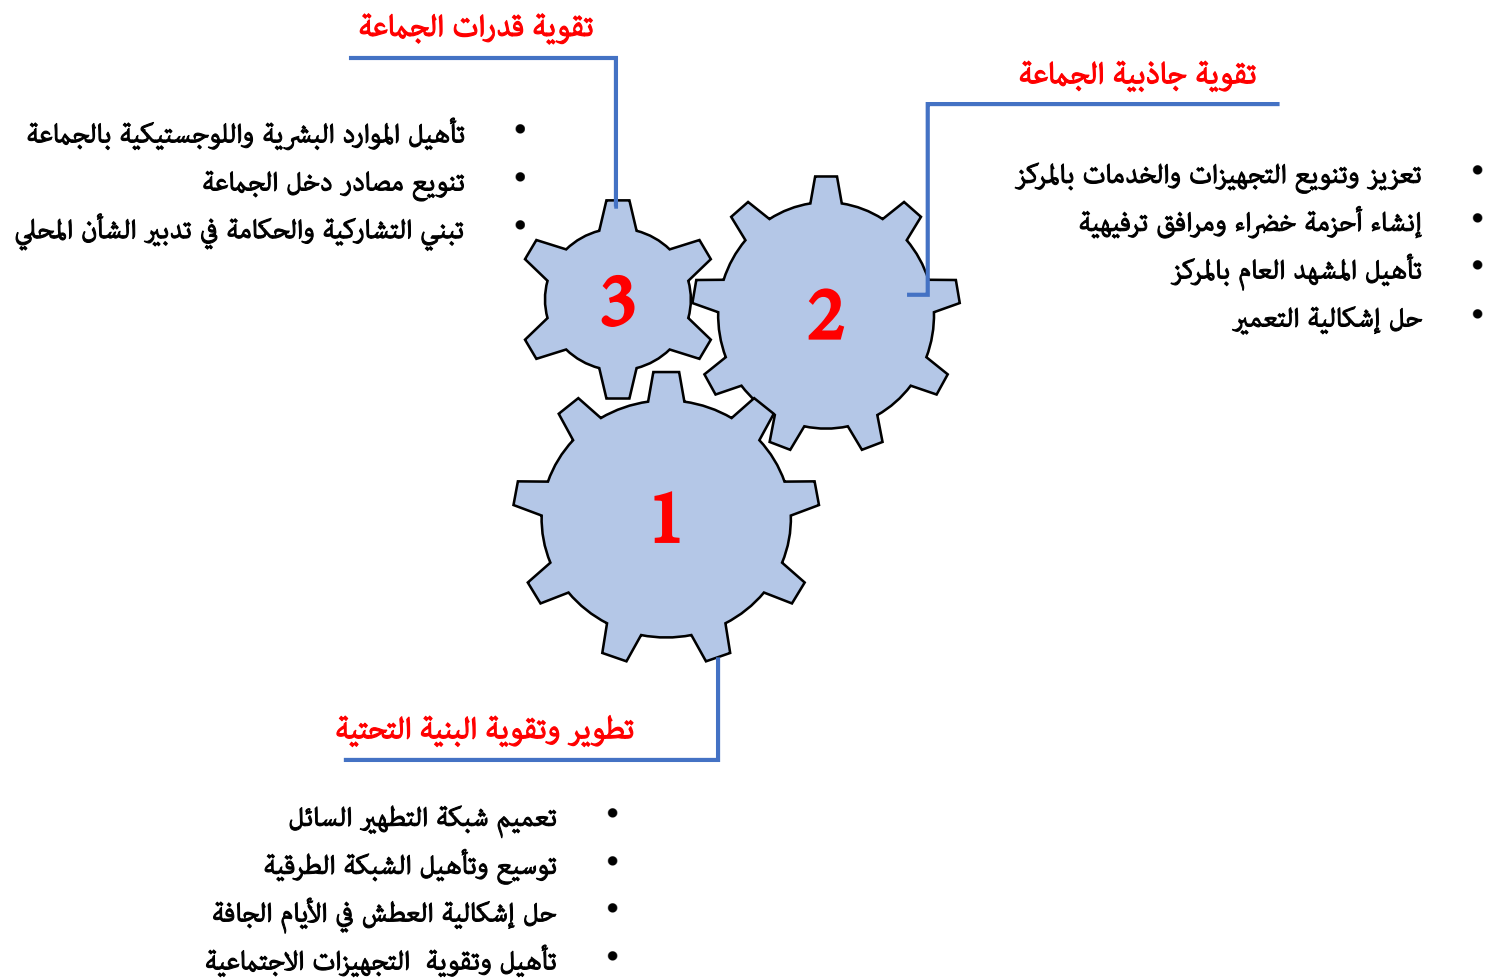 تقوية قدرات الجماعة
• تأهيل الموارد البشرية واللوجستيكية بالجماعة
• تنويع مصادر دخل الجماعة
• تبني التشاركية والحكامة في تدبير الشأن المحلي
تقوية جاذبية الجماعة
• تعزيز وتنويع التجهيزات والخدمات بالمركز
• إنشاء أحزمة خضراء ومرافق ترفيهية
• تأهيل المشهد العام بالمركز
• حل إشكالية التعمير
3
2
1
تطوير وتقوية البنية التحتية
• تعميم شبكة التطهير السائل
• توسيع وتأهيل الشبكة الطرقية
• حل إشكالية العطش في الأيام الجافة
• تأهيل وتقوية التجهيزات الاجتماعية